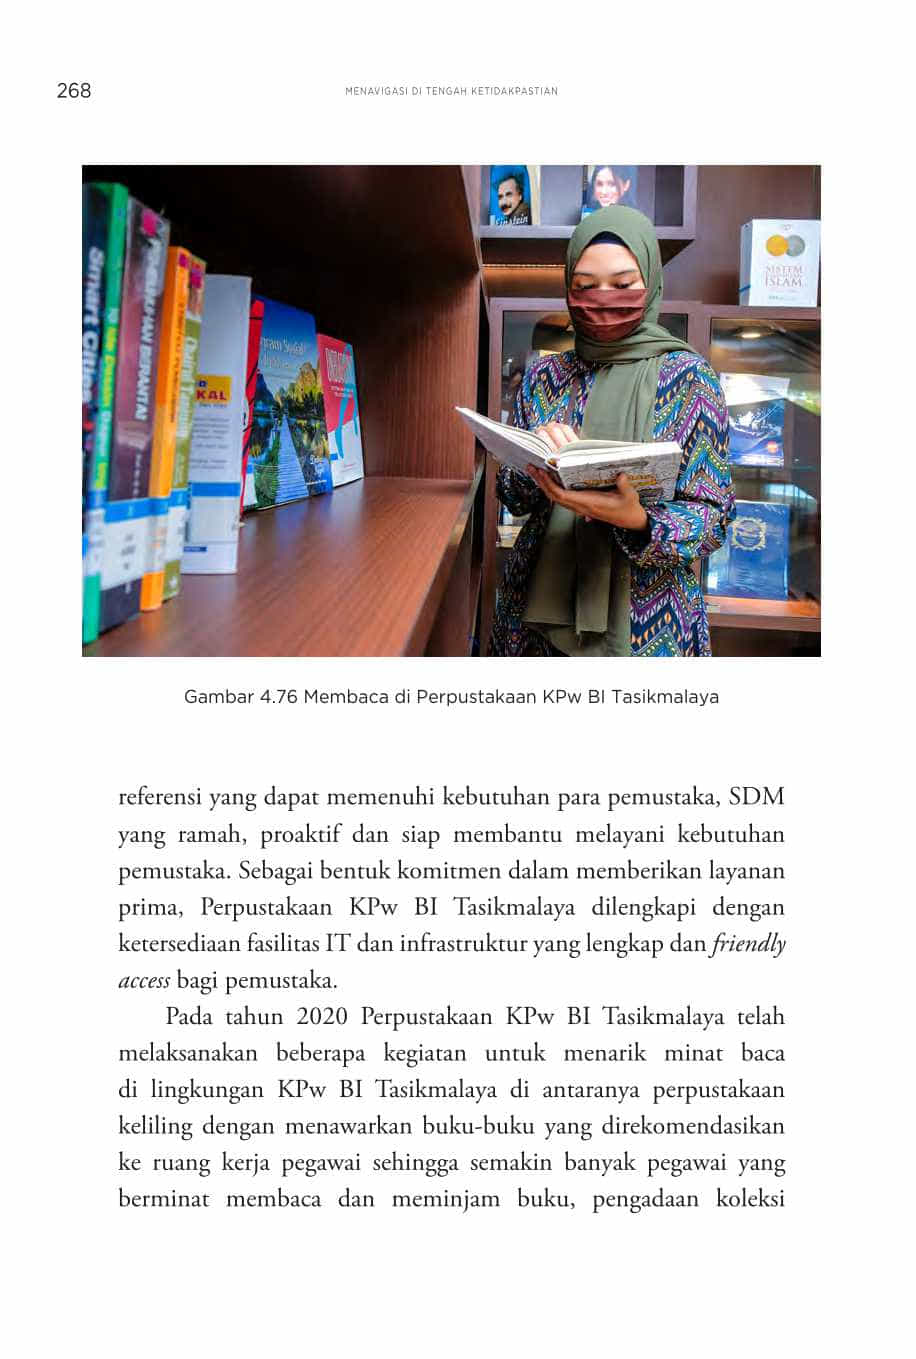 268
MENAVIGASI DI TENGAH KETIDAKPASTIAN
Einstein
SISTEM
ISLAM
Smart Cities
BERANTAI
KAL
Gambar 4.76 Membaca di Perpustakaan KPw BI Tasikmalaya
referensi yang dapat memenuhi kebutuhan para pemustaka, SDM
yang ramah, proaktif dan siap membantu melayani kebutuhan
pemustaka. Sebagai bentuk komitmen dalam memberikan layanan
prima, Perpustakaan KPw BI Tasikmalaya dilengkapi dengan
ketersediaan fasilitas IT dan infrastruktur yang lengkap dan friendly
access bagi pemustaka.
Pada tahun 2020 Perpustakaan KPw BI Tasikmalaya telah
melaksanakan beberapa kegiatan untuk menarik minat baca
di lingkungan KPw BI Tasikmalaya di antaranya perpustakaan
keliling dengan menawarkan buku-buku yang direkomendasikan
ke ruang kerja pegawai sehingga semakin banyak pegawai yang
berminat membaca dan meminjam buku, pengadaan koleksi